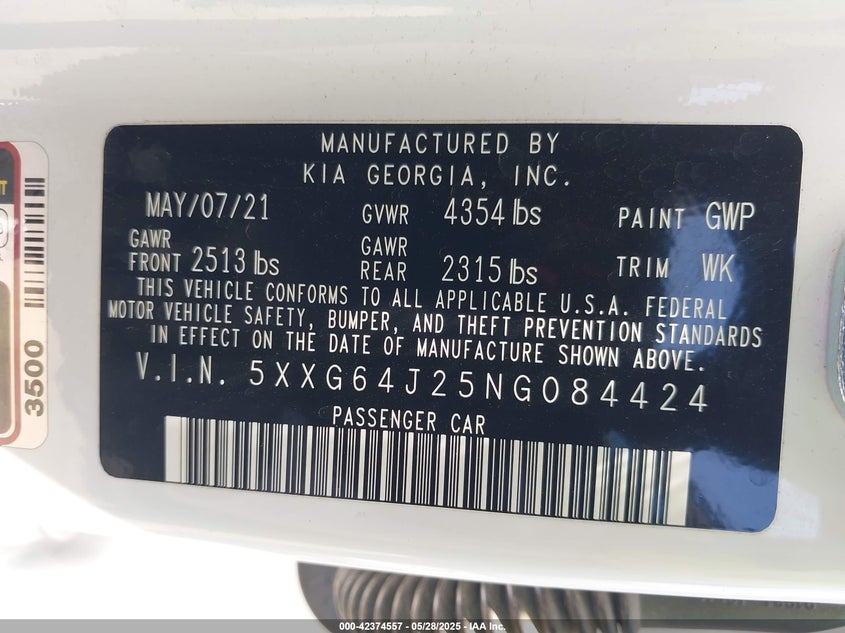 MANUFACTURED BY
KIA GEORGIA, INC.
MAY/07/21 GVWR 4354 lbs PAINT GWP
GAWR FRONT 2513 lbs GAWR REAR 2315 lbs TRIM WK
THIS VEHICLE CONFORMS TO ALL APPLICABLE U.S.A. FEDERAL
MOTOR VEHICLE SAFETY, BUMPER, AND THEFT PREVENTION STANDARDS
IN EFFECT ON THE DATE OF MANUFACTURE SHOWN ABOVE.
V.I.N. 5XXG64J25NG084424
PASSENGER CAR
3500
000-42374557 - 05/28/2025 - IAA Inc.